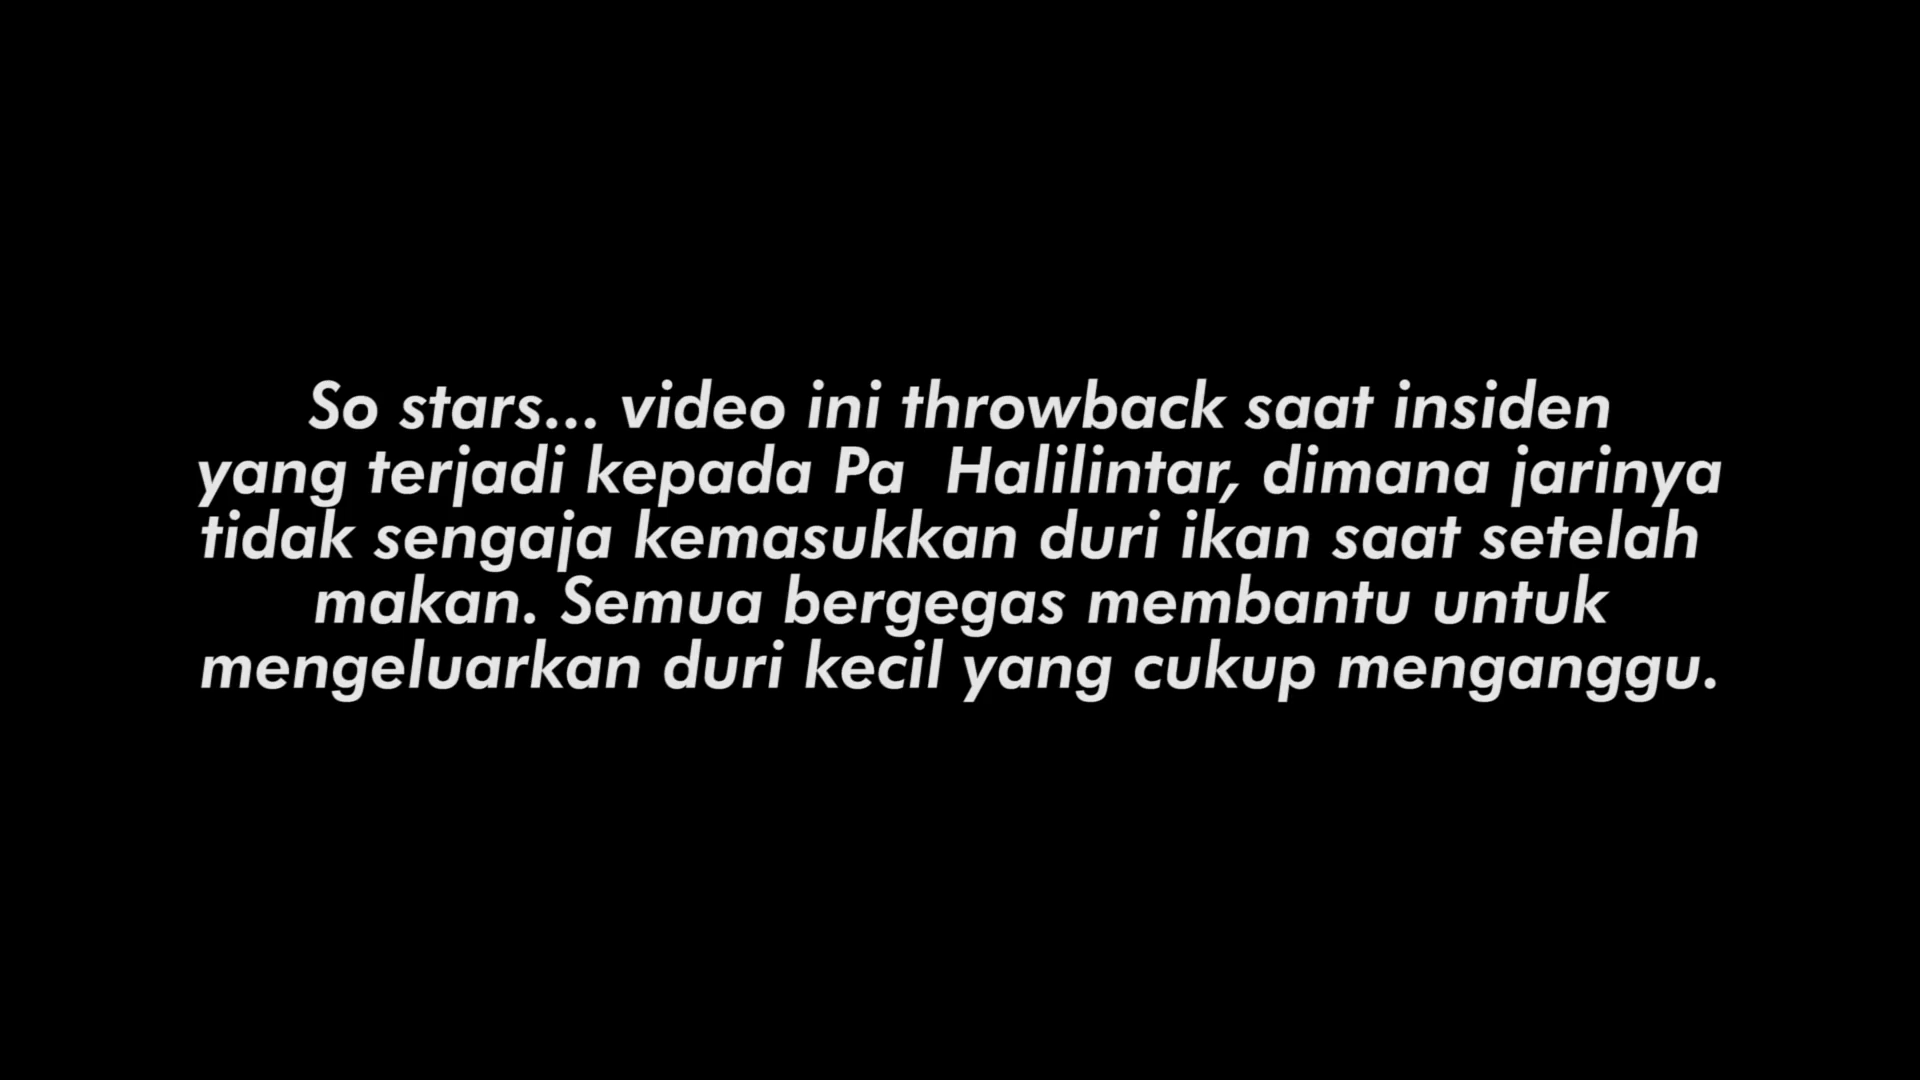 So stars... video ini throwback saat insiden
yang terjadi kepada Pa  Halilintar, dimana jarinya
tidak sengaja kemasukkan duri ikan saat setelah
makan. Semua bergegas membantu untuk
mengeluarkan duri kecil yang cukup menganggu.